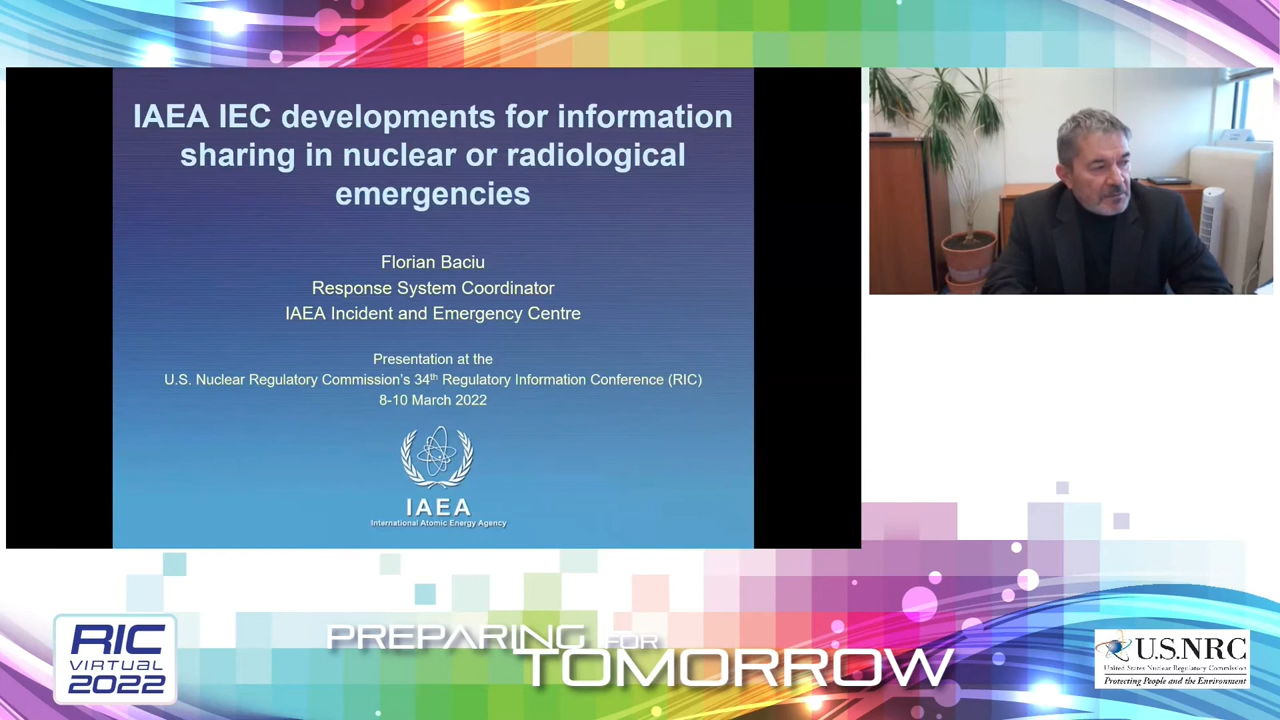 IAEA IEC developments for information
sharing in nuclear or radiological
emergencies
Florian Baciu
Response System Coordinator
IAEA Incident and Emergency Centre
Presentation at the
U.S. Nuclear Regulatory Commission's 34th Regulatory Information Conference (RIC)
8-10 March 2022
IAEA
International Atomic Energy Agency
RIC
VIRTUAL
2022
PREPARING FOR
TOMORROW
U.S.NRC
United States Nuclear Regulatory Commission
Protecting People and the Environment